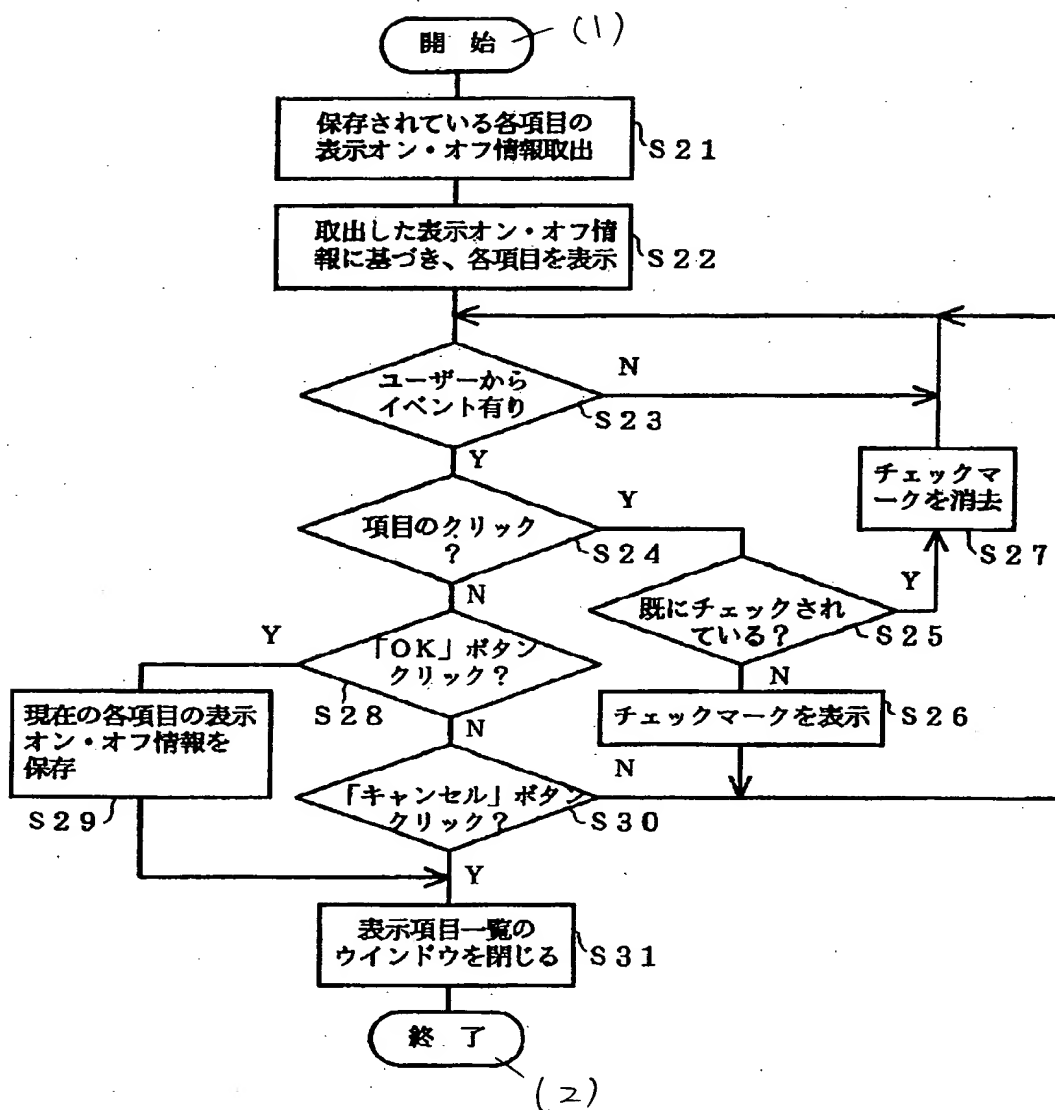 開 始
(1)
保存されている各項目の
表示オン・オフ情報取出
S21
取出した表示オン・オフ情
報に基づき、各項目を表示
S22
ユーザーから
イベント有り
N
S23
Y
チェックマ
ークを消去
S27
項目のクリック
?
Y
S24
N
既にチェックされ
ている?
Y
S25
N
チェックマークを表示
S26
「OK」ボタン
クリック?
Y
S28
N
現在の各項目の表示
オン・オフ情報を
保存
S29
「キャンセル」ボタン
クリック?
N
S30
Y
表示項目一覧の
ウインドウを閉じる
S31
終 了
(2)